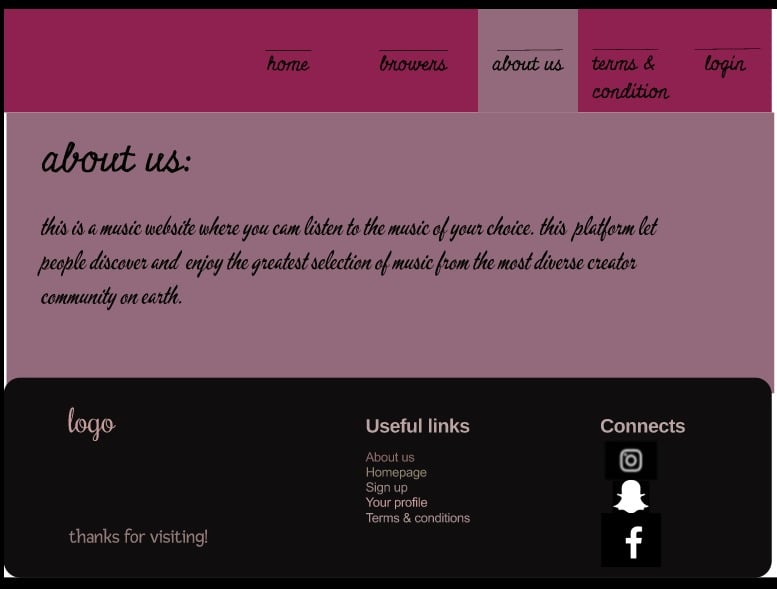 home browers about us terms & login
condition
about us:
this is a music website where you cam listen to the music of your choice. this platform let
people discover and enjoy the greatest selection of music from the most diverse creator
community on earth.
logo
thanks for visiting!
Useful links
About us
Homepage
Sign up
Your profile
Terms & conditions
Connects